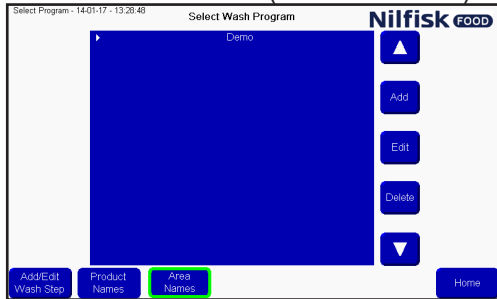 Select Program - 14-01-17 - 13:28:48
Select Wash Program
Nilfisk FOOD
Demo
Add
Edit
Delete
Add/Edit
Wash Step
Product
Names
Area
Names
Home